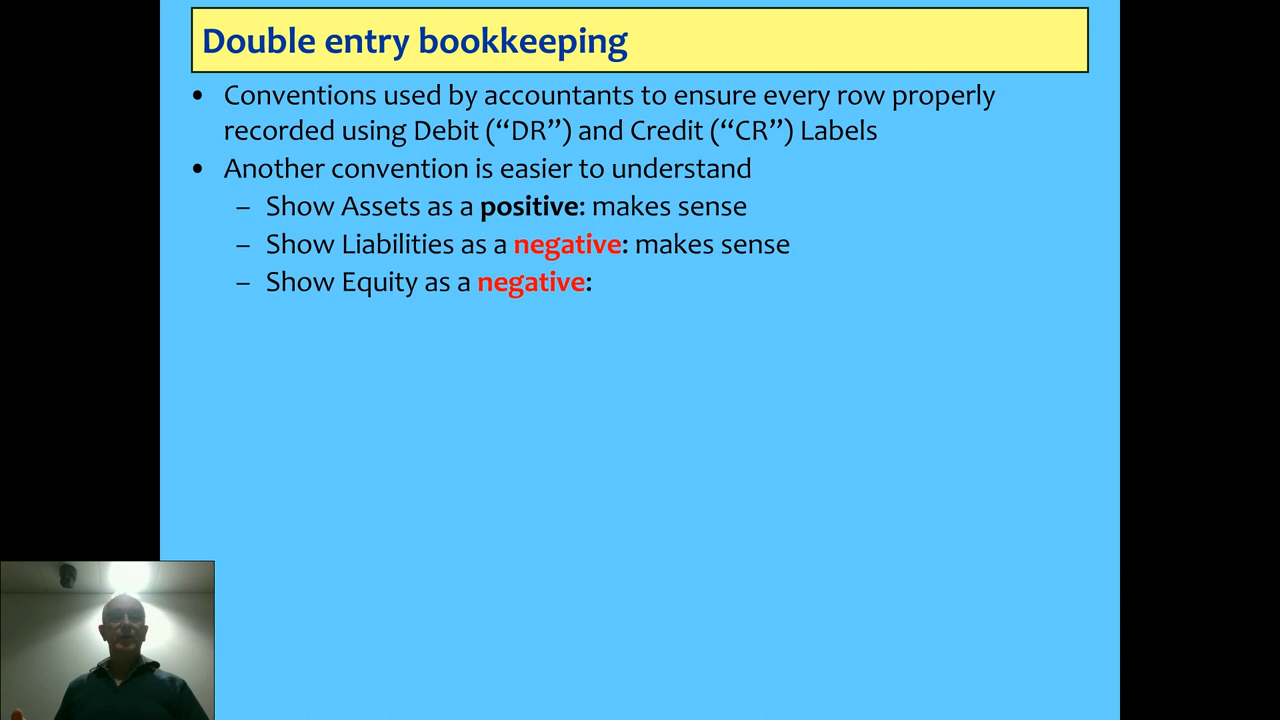 Double entry bookkeeping
• Conventions used by accountants to ensure every row properly
recorded using Debit (“DR”) and Credit (“CR”) Labels
• Another convention is easier to understand
– Show Assets as a positive: makes sense
– Show Liabilities as a negative: makes sense
– Show Equity as a negative: